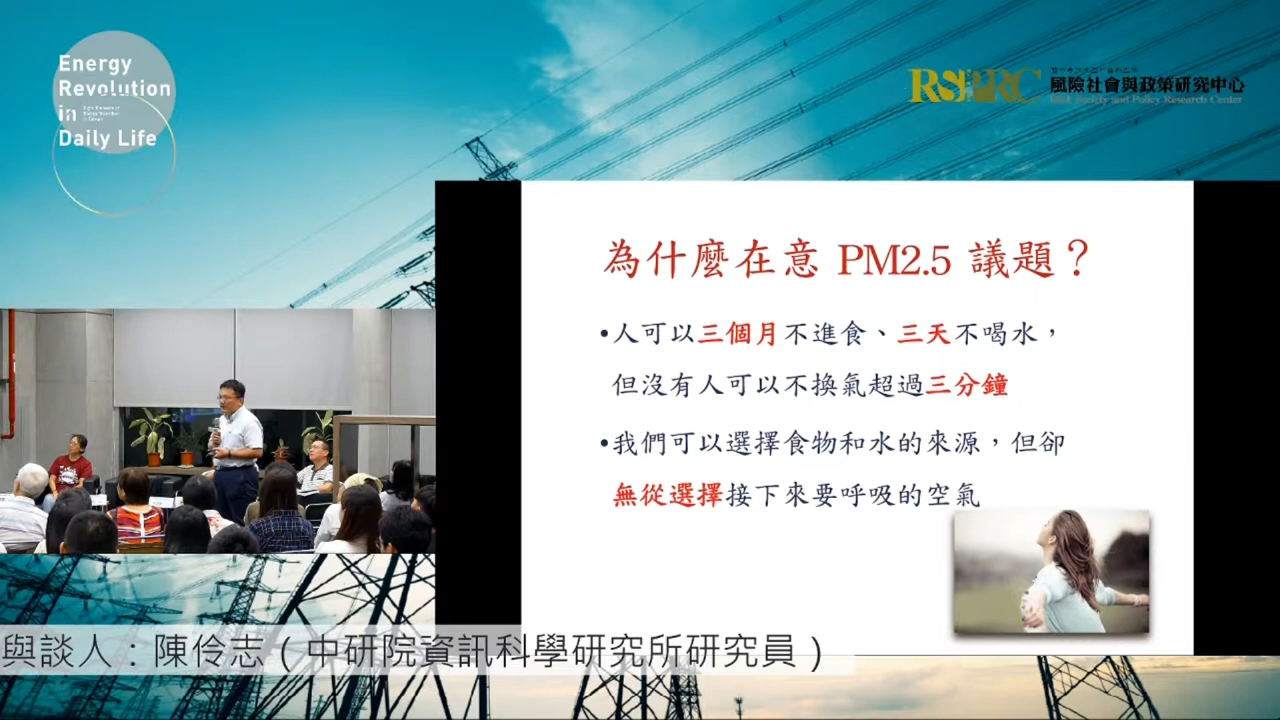 Energy
Revolution
in
Daily Life
RSPRC
風險社會與政策研究中心
Risk Society and Policy Research Center
為什麼在意 PM2.5 議題？
•人可以三個月不進食、三天不喝水，
但沒有人可以不換氣超過三分鐘
•我們可以選擇食物和水的來源，但卻
無從選擇接下來要呼吸的空氣
與談人：陳伶志（中研院資訊科學研究所研究員）